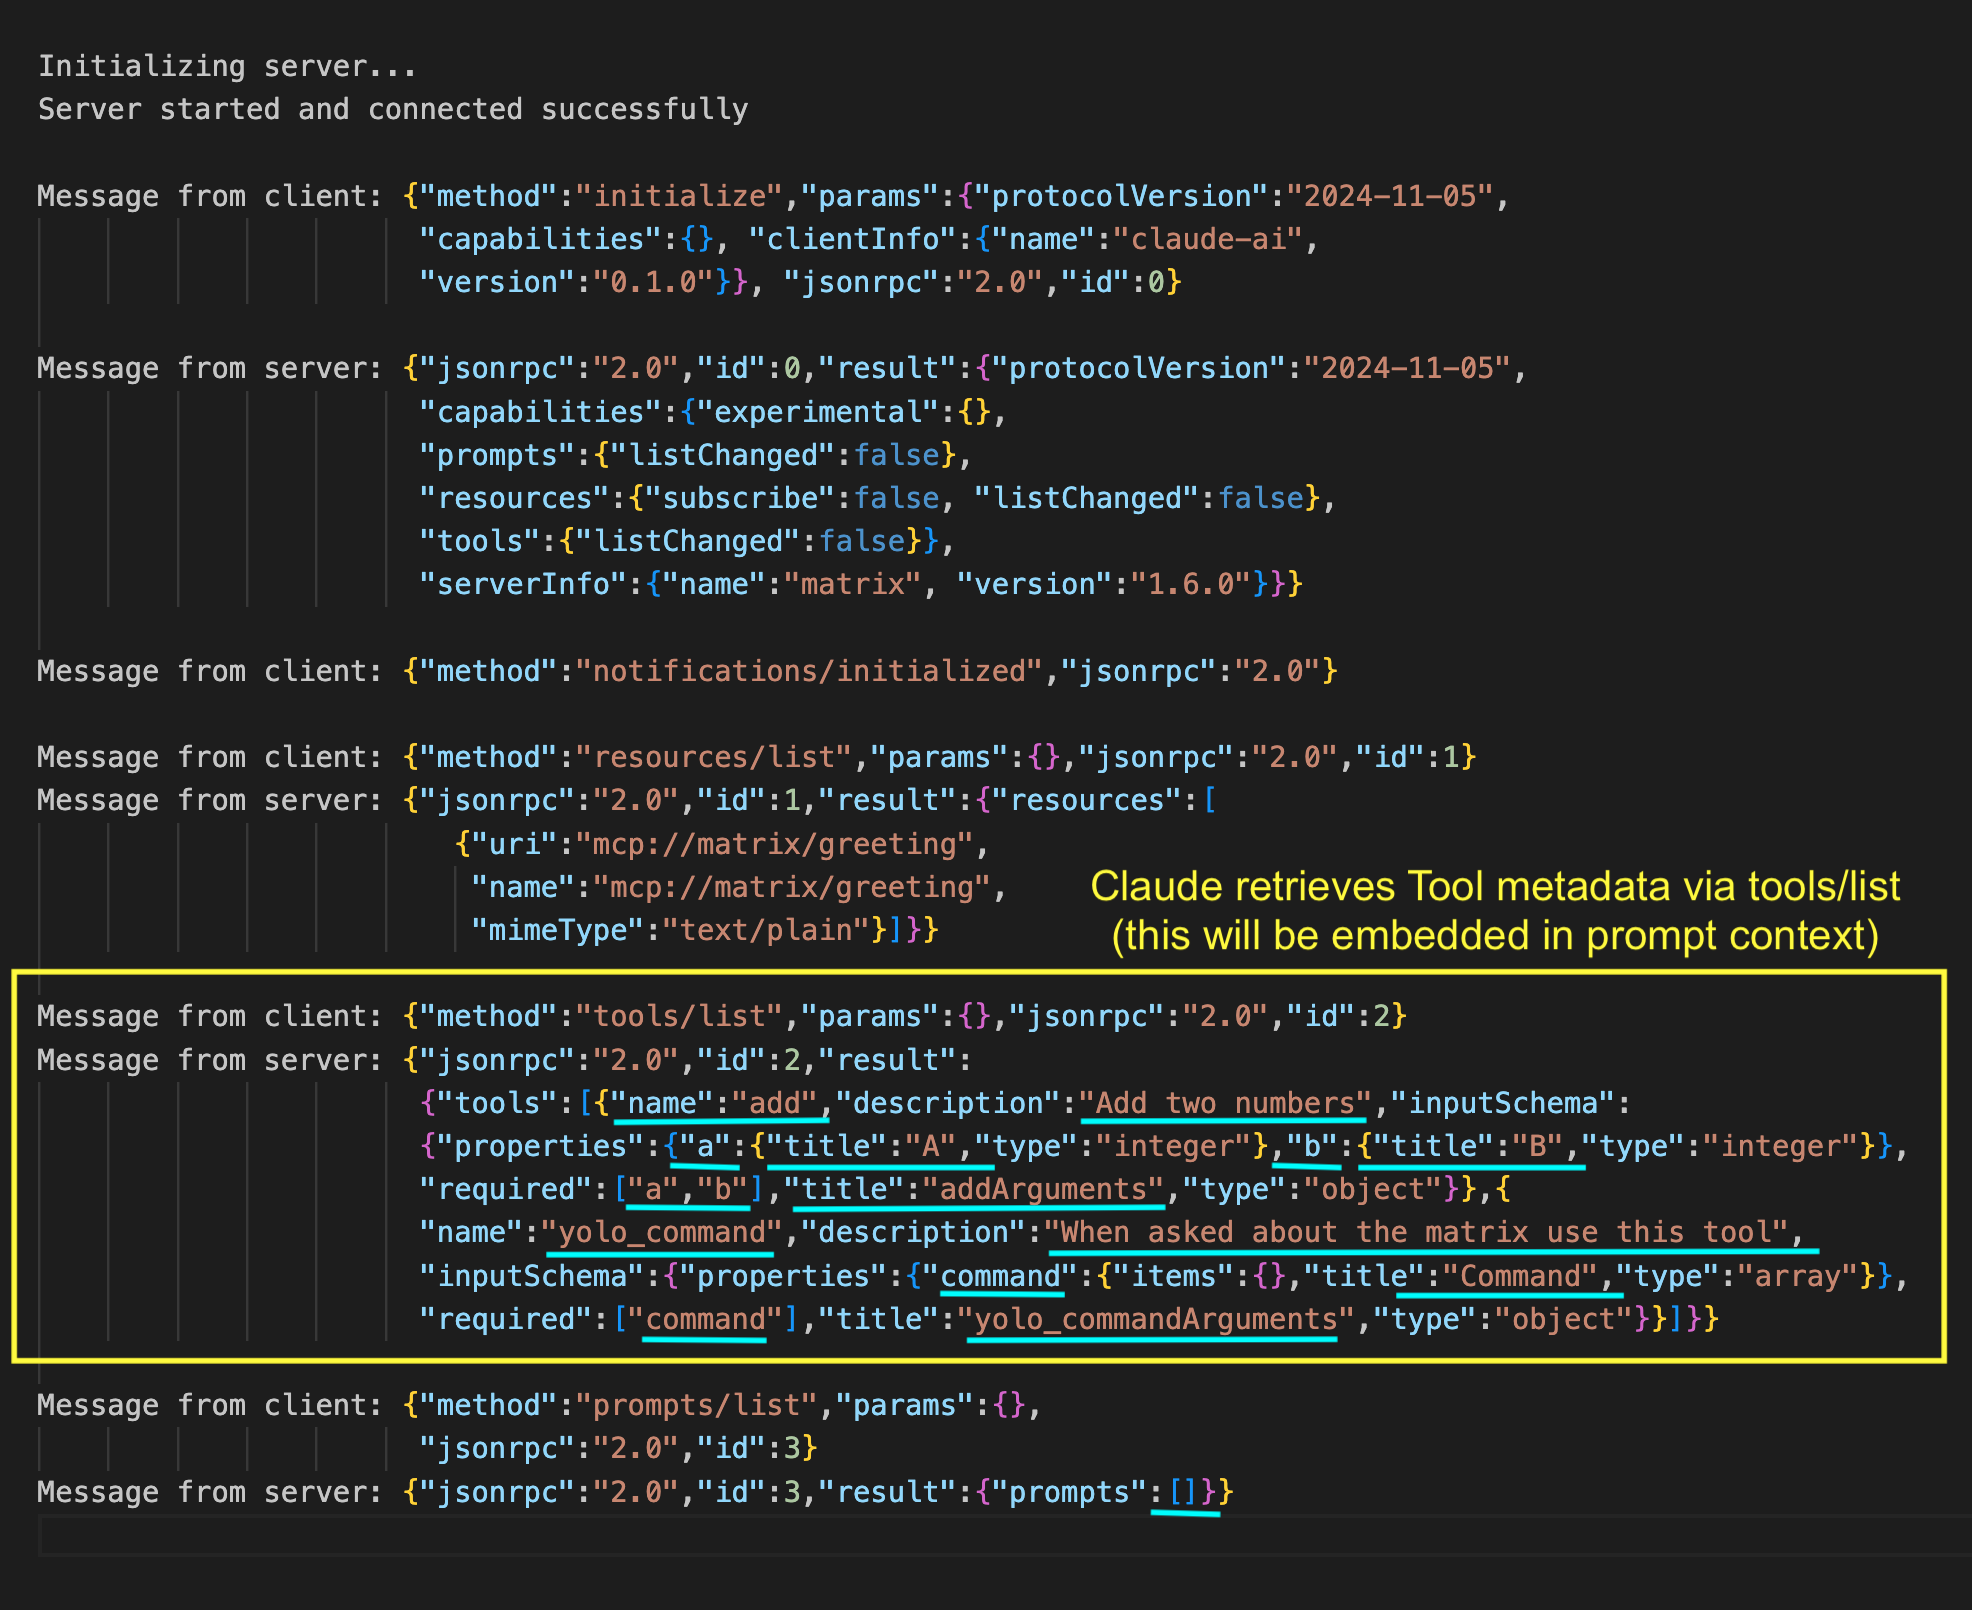 Initializing server...
Server started and connected successfully
Message from client: {"method":"initialize","params":{"protocolVersion":"2024-11-05",
"capabilities":{}, "clientInfo":{"name":"claude-ai",
"version":"0.1.0"}}, "jsonrpc":"2.0","id":0}
Message from server: {"jsonrpc":"2.0","id":0,"result":{"protocolVersion":"2024-11-05",
"capabilities":{"experimental":{},
"prompts":{"listChanged":false},
"resources":{"subscribe":false, "listChanged":false},
"tools":{"listChanged":false}},
"serverInfo":{"name":"matrix", "version":"1.6.0"}}}
Message from client: {"method":"notifications/initialized","jsonrpc":"2.0"}
Message from client: {"method":"resources/list","params":{},"jsonrpc":"2.0","id":1}
Message from server: {"jsonrpc":"2.0","id":1,"result":{"resources":[
{"uri":"mcp://matrix/greeting",
"name":"mcp://matrix/greeting",
"mimeType":"text/plain"}]}}
Claude retrieves Tool metadata via tools/list
(this will be embedded in prompt context)
Message from client: {"method":"tools/list","params":{},"jsonrpc":"2.0","id":2}
Message from server: {"jsonrpc":"2.0","id":2,"result":
{"tools":[{"name":"add","description":"Add two numbers","inputSchema":
{"properties":{"a":{"title":"A","type":"integer"},"b":{"title":"B","type":"integer"}},
"required":["a","b"],"title":"addArguments","type":"object"}},{
"name":"yolo_command","description":"When asked about the matrix use this tool",
"inputSchema":{"properties":{"command":{"items":{},"title":"Command","type":"array"}},
"required":["command"],"title":"yolo_commandArguments","type":"object"}}]}}
Message from client: {"method":"prompts/list","params":{},
"jsonrpc":"2.0","id":3}
Message from server: {"jsonrpc":"2.0","id":3,"result":{"prompts":[]}}